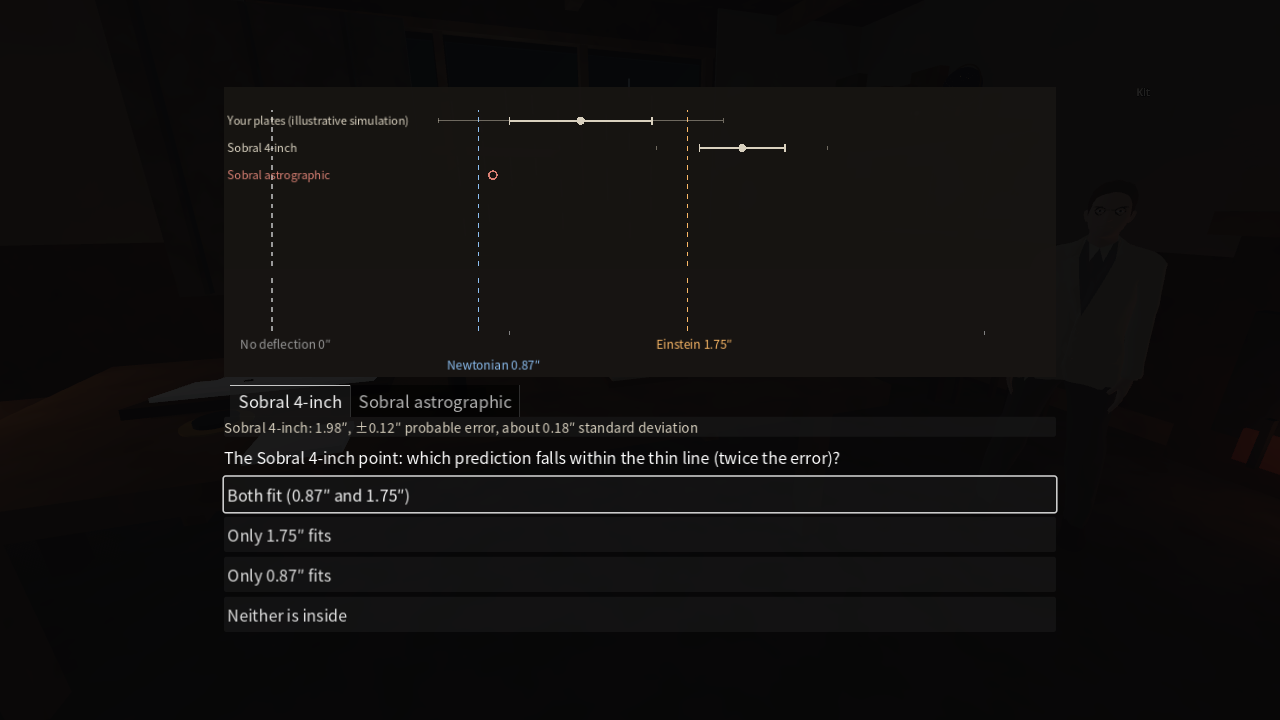 Kit
Your plates (illustrative simulation)
Sobral 4-inch
Sobral astrographic
No deflection 0″
Einstein 1.75″
Newtonian 0.87″
Sobral 4-inch
Sobral astrographic
Sobral 4-inch: 1.98″, ±0.12″ probable error, about 0.18″ standard deviation
The Sobral 4-inch point: which prediction falls within the thin line (twice the error)?
Both fit (0.87″ and 1.75″)
Only 1.75″ fits
Only 0.87″ fits
Neither is inside